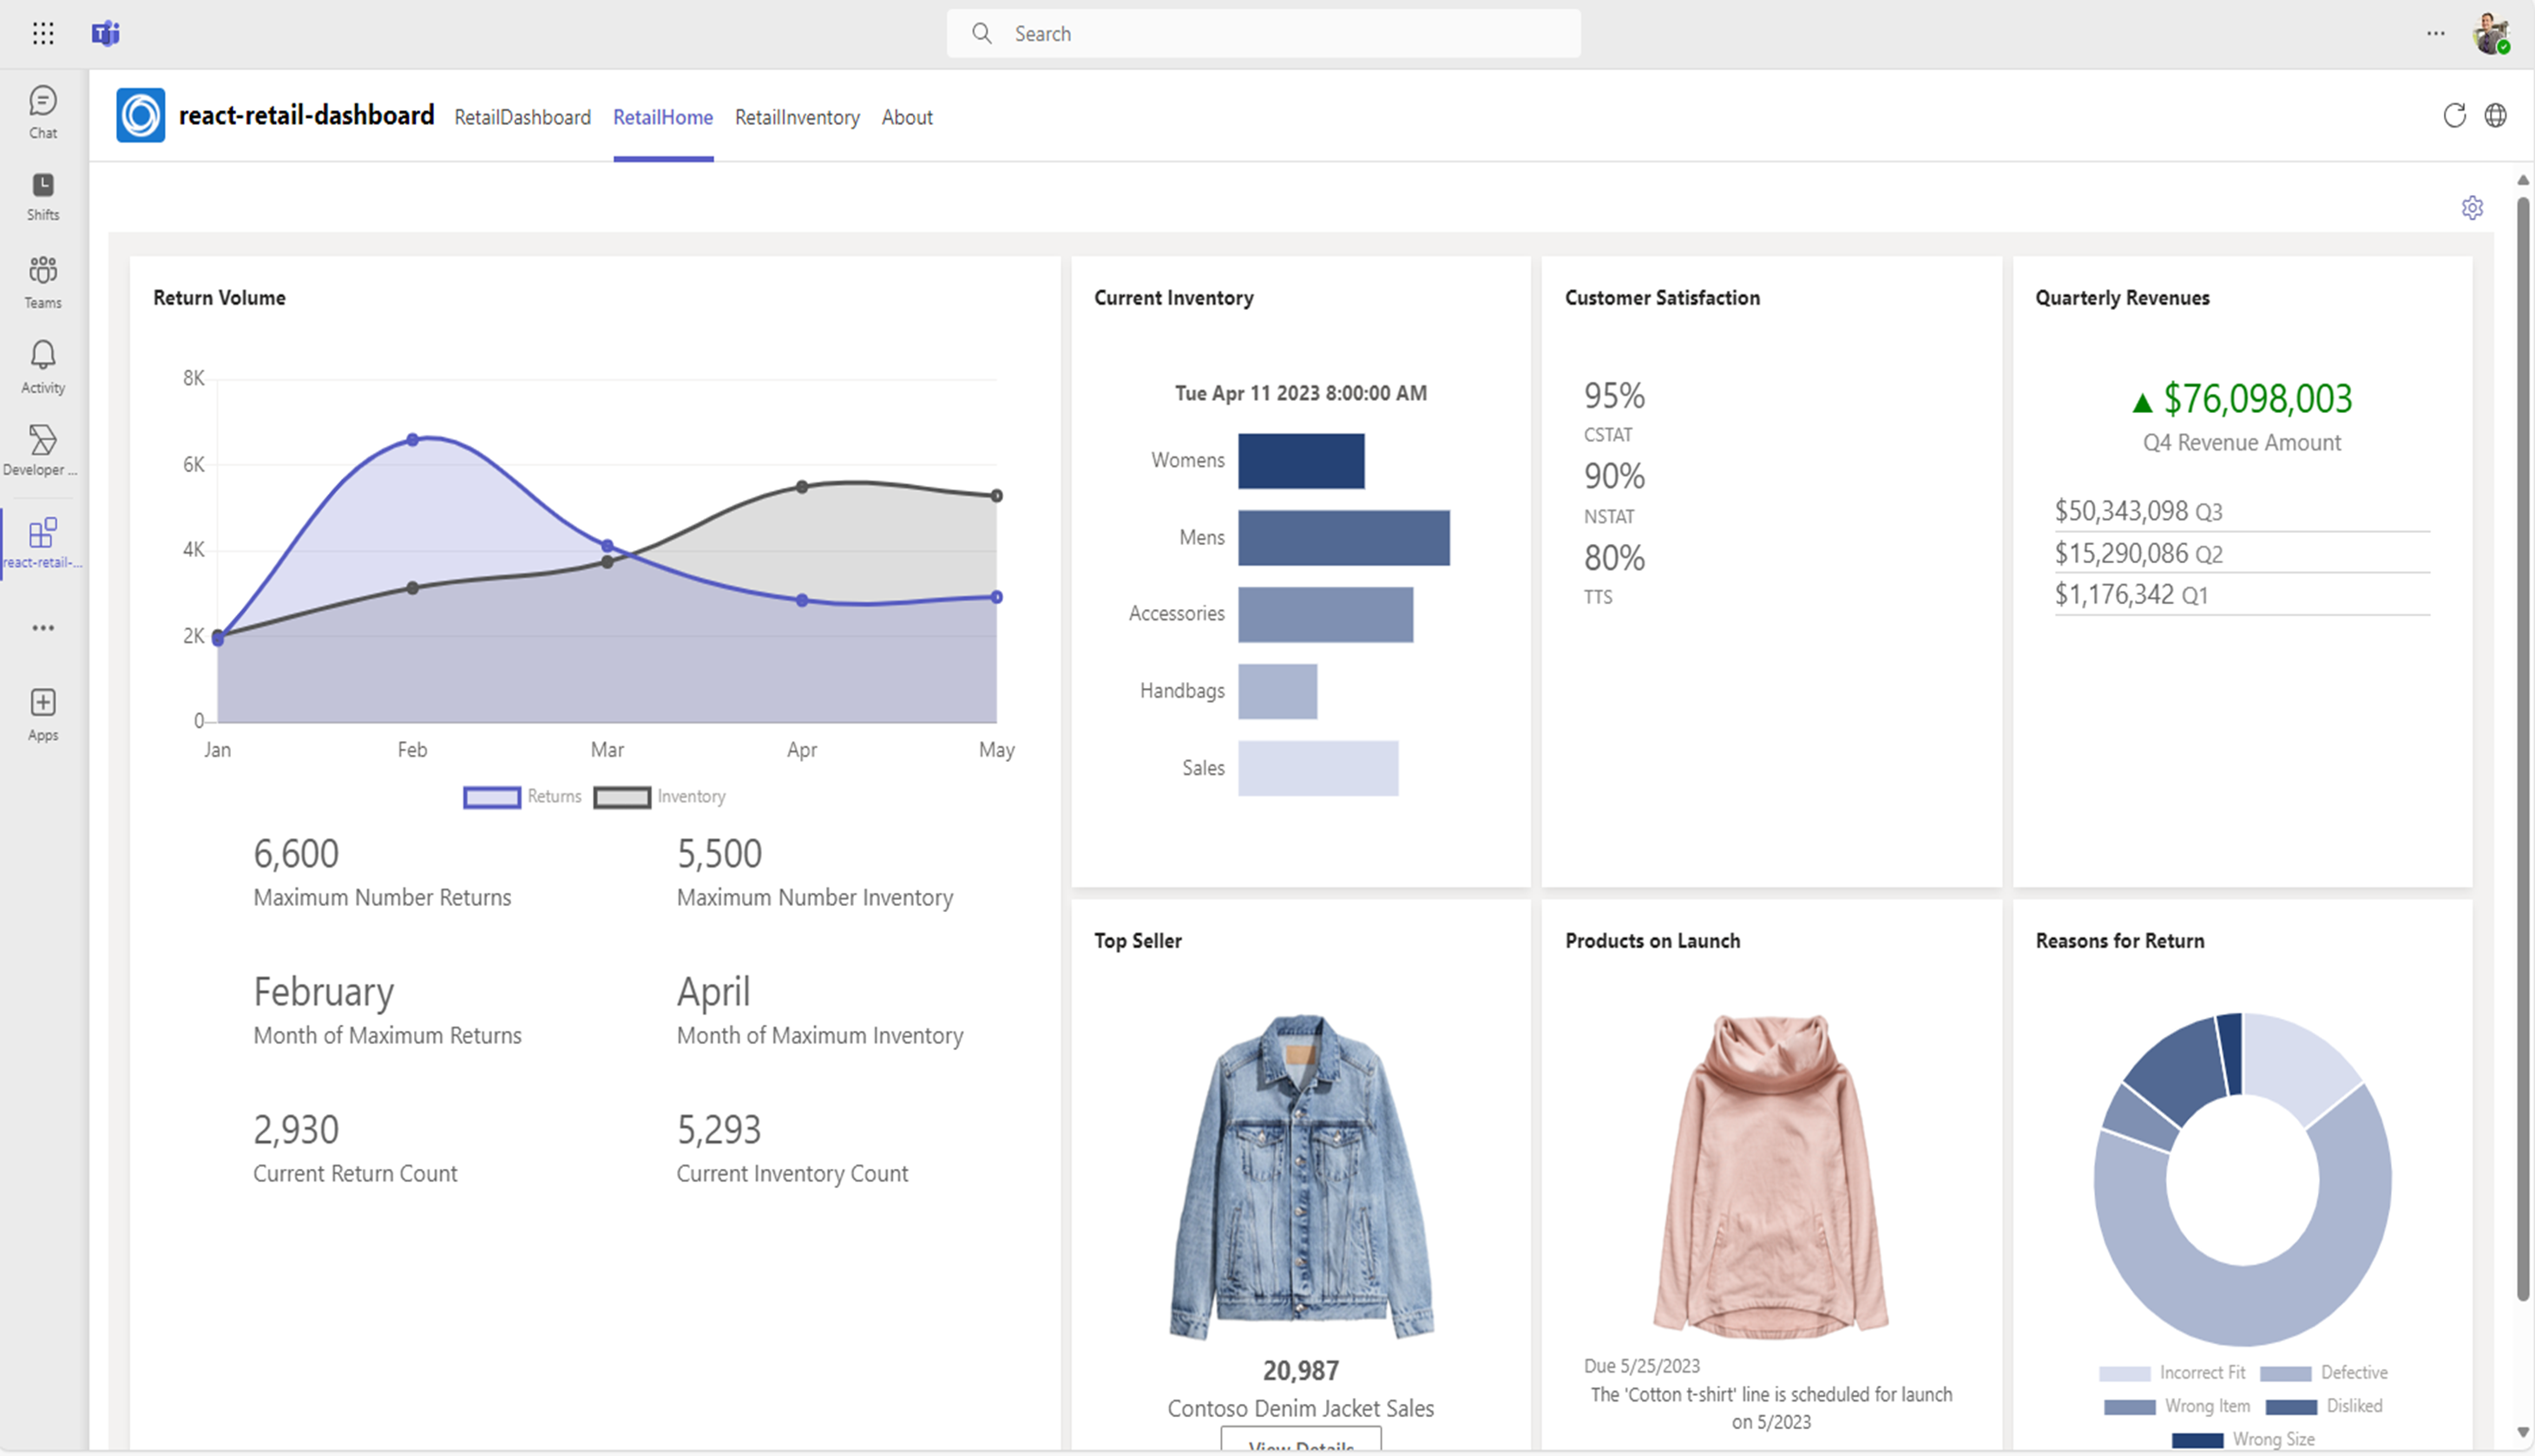 Search
Chat
Shifts
Teams
Activity
Developer ...
react-retail-...
Apps
react-retail-dashboard RetailDashboard RetailHome RetailInventory About
Return Volume
8K
6K
4K
2K
0
Jan Feb Mar Apr May
Returns Inventory
6,600
Maximum Number Returns
5,500
Maximum Number Inventory
February
Month of Maximum Returns
April
Month of Maximum Inventory
2,930
Current Return Count
5,293
Current Inventory Count
Current Inventory
Tue Apr 11 2023 8:00:00 AM
Womens
Mens
Accessories
Handbags
Sales
Customer Satisfaction
95%
CSTAT
90%
NSTAT
80%
TTS
Quarterly Revenues
▲ $76,098,003
Q4 Revenue Amount
$50,343,098 Q3
$15,290,086 Q2
$1,176,342 Q1
Top Seller
20,987
Contoso Denim Jacket Sales
View Details
Products on Launch
Due 5/25/2023
The 'Cotton t-shirt' line is scheduled for launch
on 5/2023
Reasons for Return
Incorrect Fit Defective
Wrong Item Disliked
Wrong Size